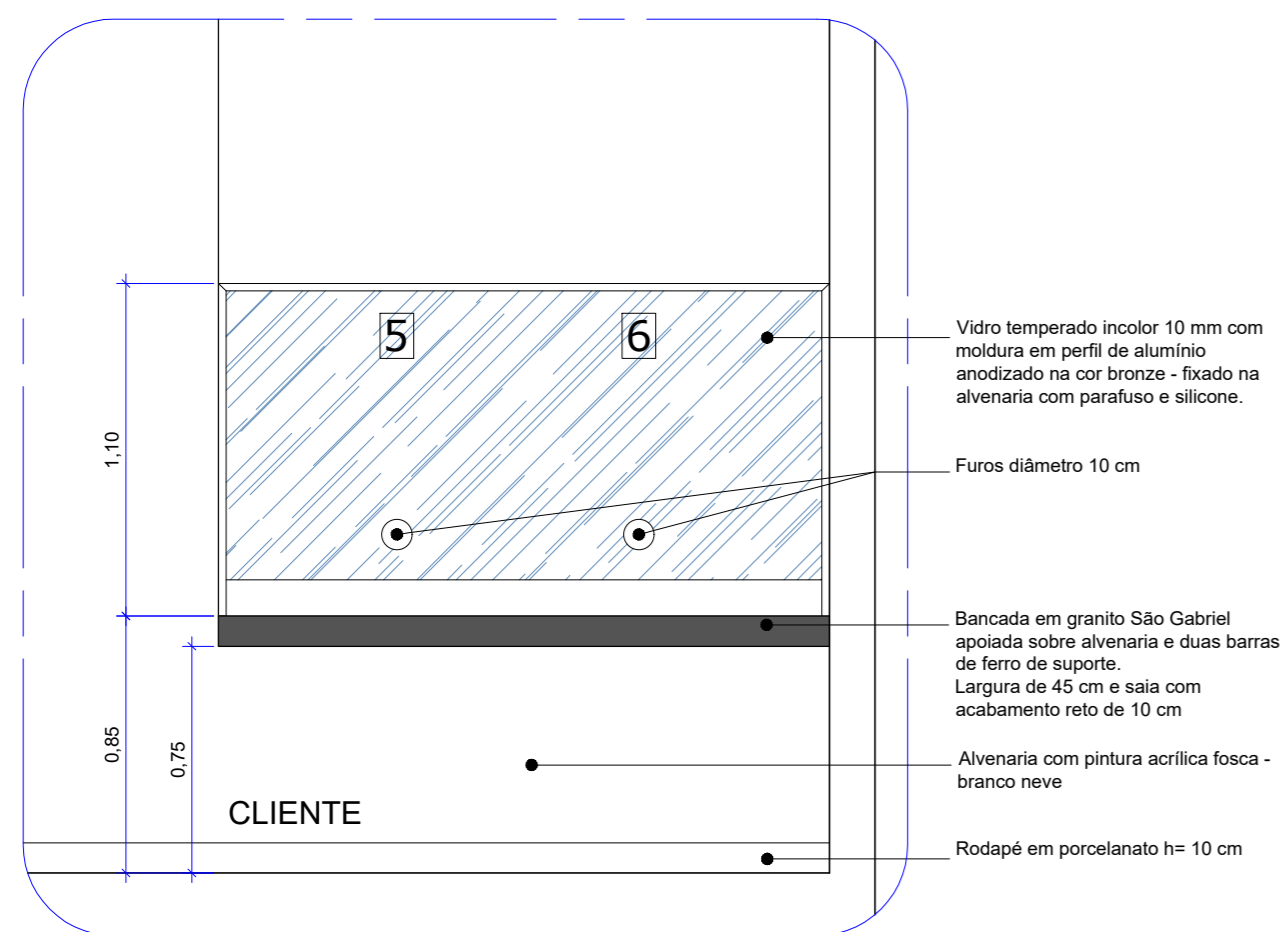 5
6
Vidro temperado incolor 10 mm com
moldura em perfil de alumínio
anodizado na cor bronze - fixado na
alvenaria com parafuso e silicone.
1,10
Furos diâmetro 10 cm
Bancada em granito São Gabriel
apoiada sobre alvenaria e duas barras
de ferro de suporte.
Largura de 45 cm e saia com
acabamento reto de 10 cm
0,85
0,75
Alvenaria com pintura acrílica fosca -
branco neve
CLIENTE
Rodapé em porcelanato h= 10 cm